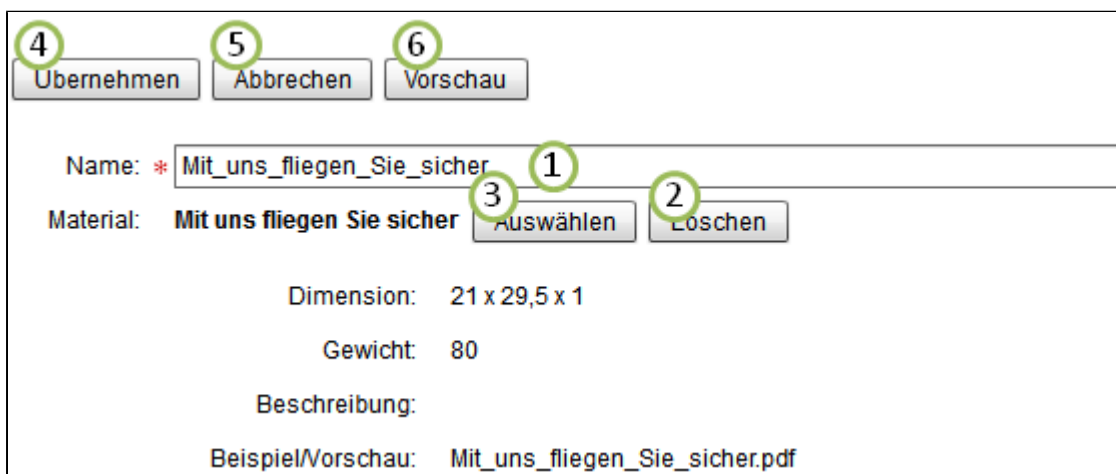 4 5 6
Übernehmen Abbrechen Vorschau
Name: * Mit_uns_fliegen_Sie_sicher 1
3 2
Material: Mit uns fliegen Sie sicher Auswählen Löschen
Dimension: 21 x 29,5 x 1
Gewicht: 80
Beschreibung:
Beispiel/Vorschau: Mit_uns_fliegen_Sie_sicher.pdf